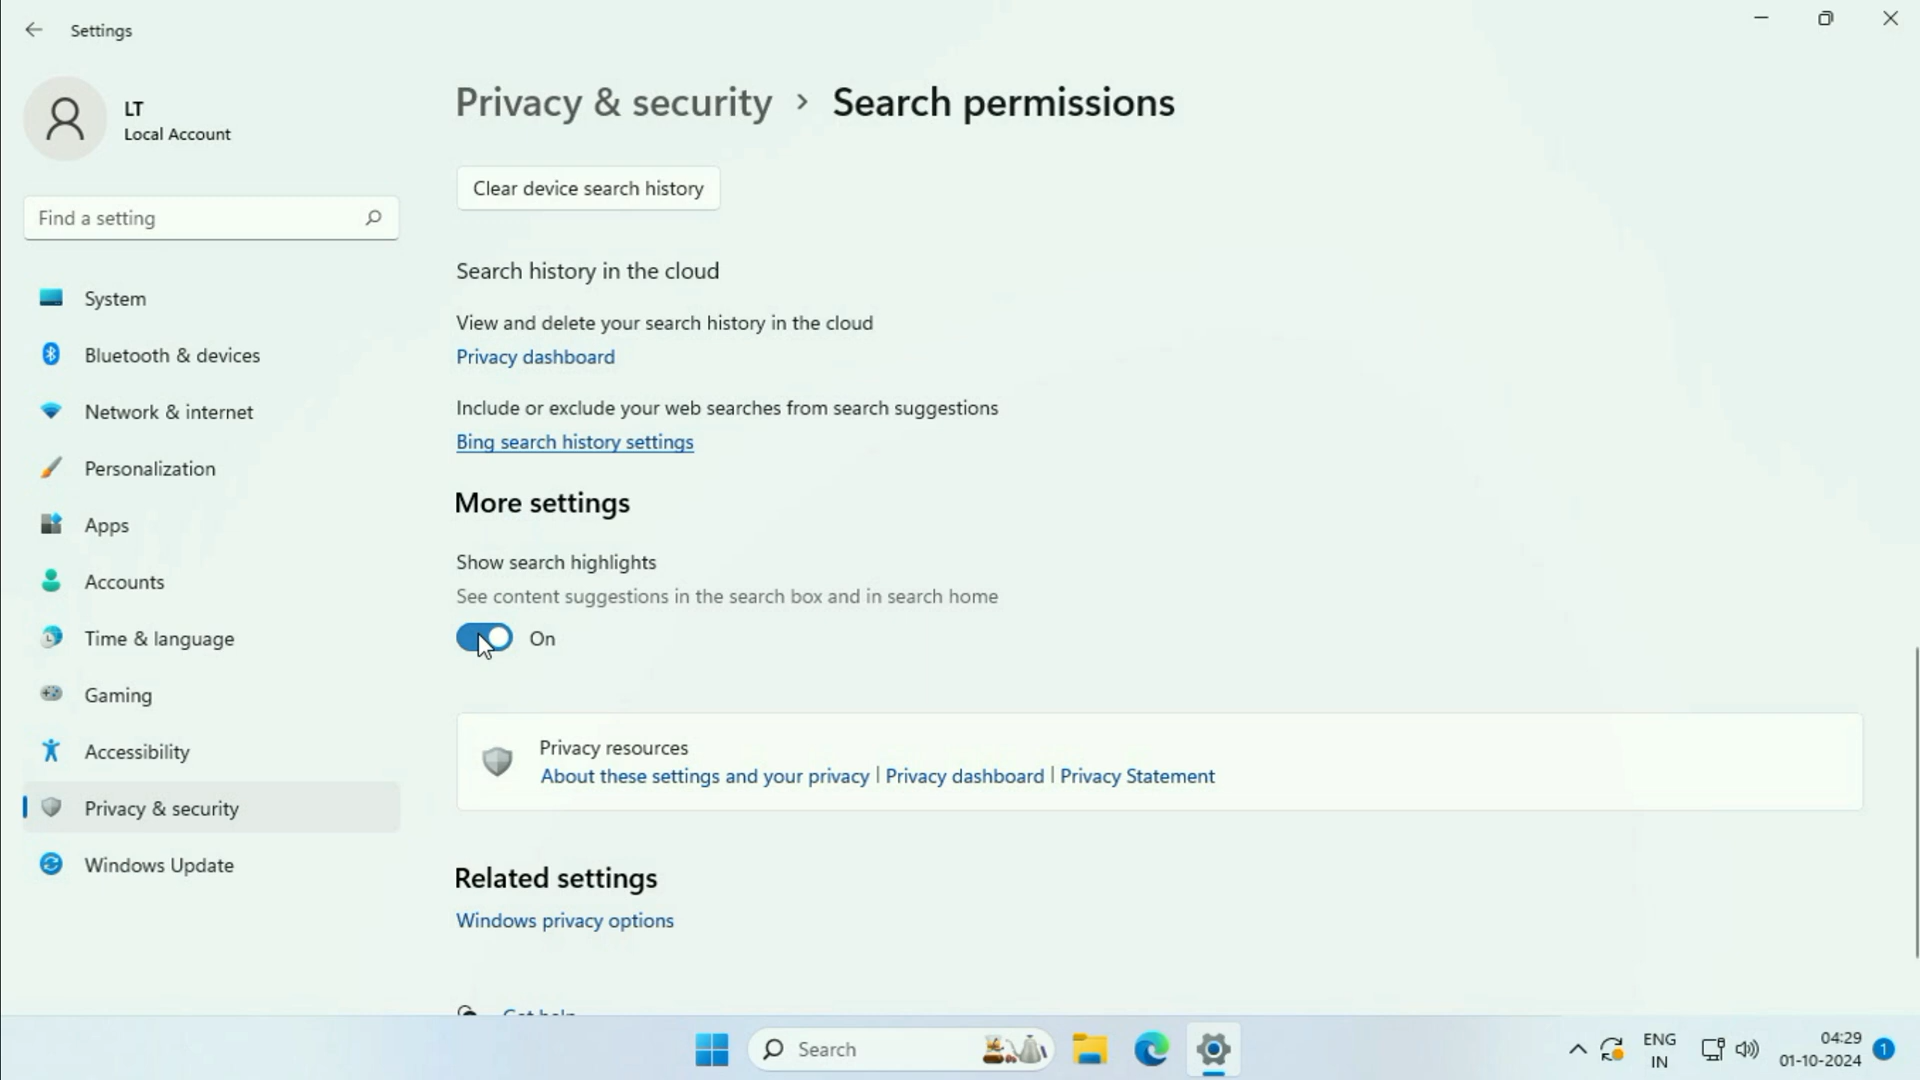 Settings
LT
Local Account
Find a setting
System
Bluetooth & devices
Network & internet
Personalization
Apps
Accounts
Time & language
Gaming
Accessibility
Privacy & security
Windows Update
Privacy & security > Search permissions
Clear device search history
Search history in the cloud
View and delete your search history in the cloud
Privacy dashboard
Include or exclude your web searches from search suggestions
Bing search history settings
More settings
Show search highlights
See content suggestions in the search box and in search home
On
Privacy resources
About these settings and your privacy | Privacy dashboard | Privacy Statement
Related settings
Windows privacy options
Get help
Search
ENG
IN
04:29
01-10-2024
1